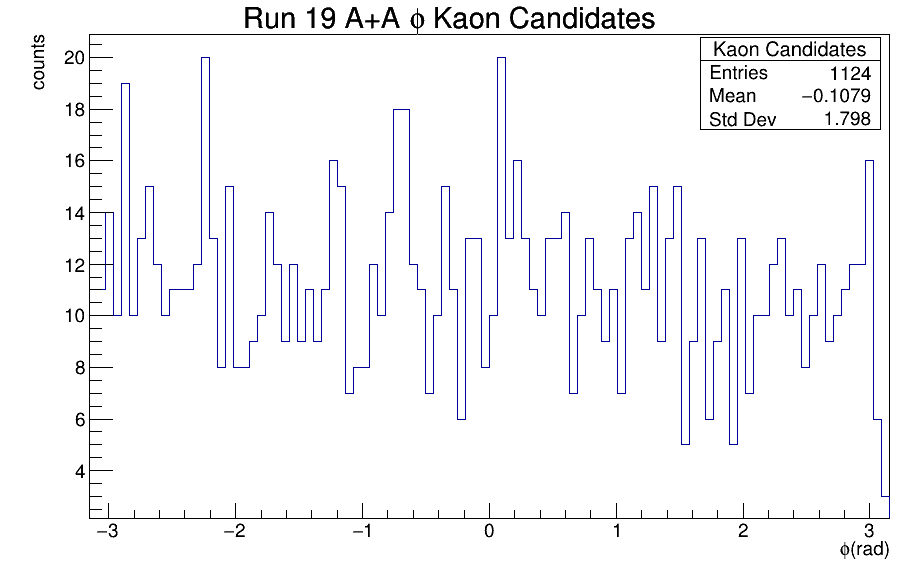 Run 19 A+A ϕ Kaon Candidates
counts
Kaon Candidates
Entries 1124
Mean −0.1079
Std Dev 1.798
20
18
16
14
12
10
8
6
4
−3 −2 −1 0 1 2 3
ϕ(rad)